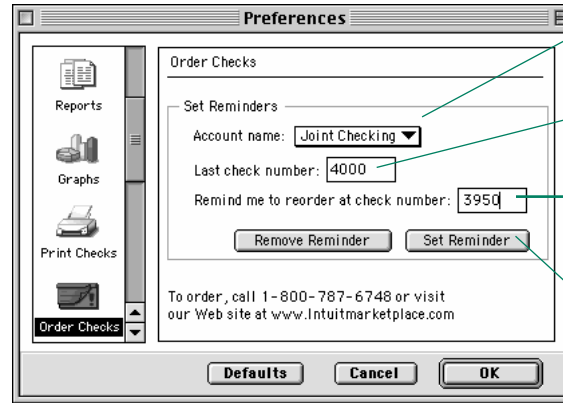 Preferences
Order Checks
Reports
Set Reminders
Account name: Joint Checking
Graphs
Last check number: 4000
Remind me to reorder at check number: 3950
Print Checks
Remove Reminder Set Reminder
Order Checks
To order, call 1-800-787-6748 or visit
our Web site at www.Intuitmarketplace.com
Defaults Cancel OK